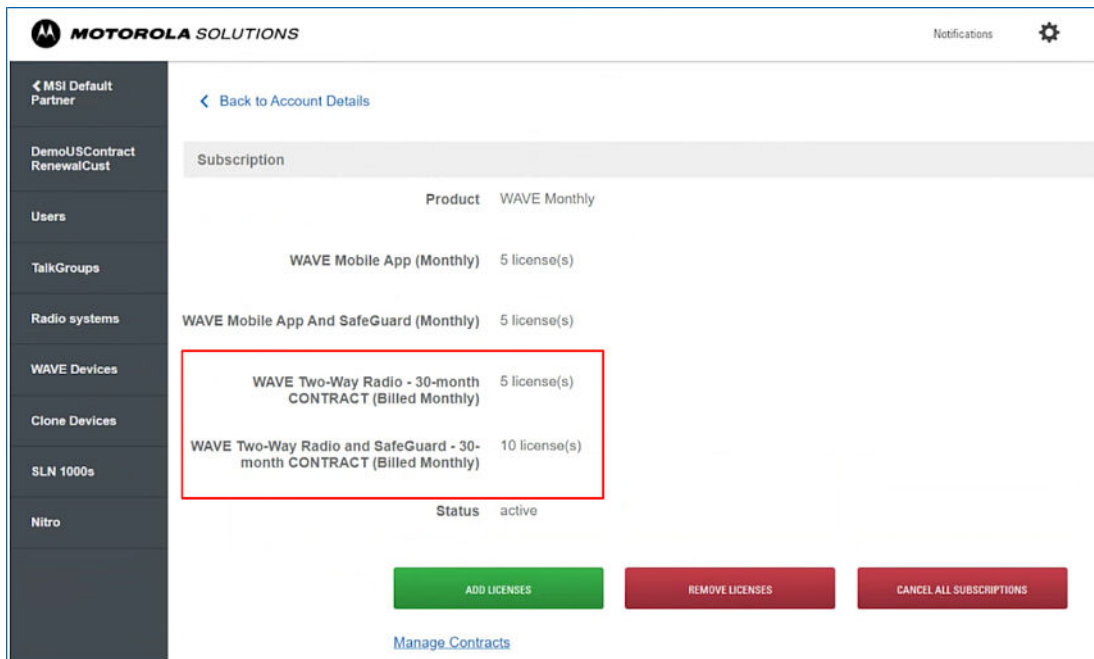 MOTOROLA SOLUTIONS
Notifications
MSI Default
Partner
Back to Account Details
DemoUSContract
RenewalCust
Subscription
Product WAVE Monthly
Users
WAVE Mobile App (Monthly) 5 license(s)
TalkGroups
Radio systems
WAVE Mobile App And SafeGuard (Monthly) 5 license(s)
WAVE Devices
WAVE Two-Way Radio - 30-month 5 license(s)
CONTRACT (Billed Monthly)
Clone Devices
WAVE Two-Way Radio and SafeGuard - 30- 10 license(s)
month CONTRACT (Billed Monthly)
SLN 1000s
Status active
Nitro
ADD LICENSES
REMOVE LICENSES
CANCEL ALL SUBSCRIPTIONS
Manage Contracts